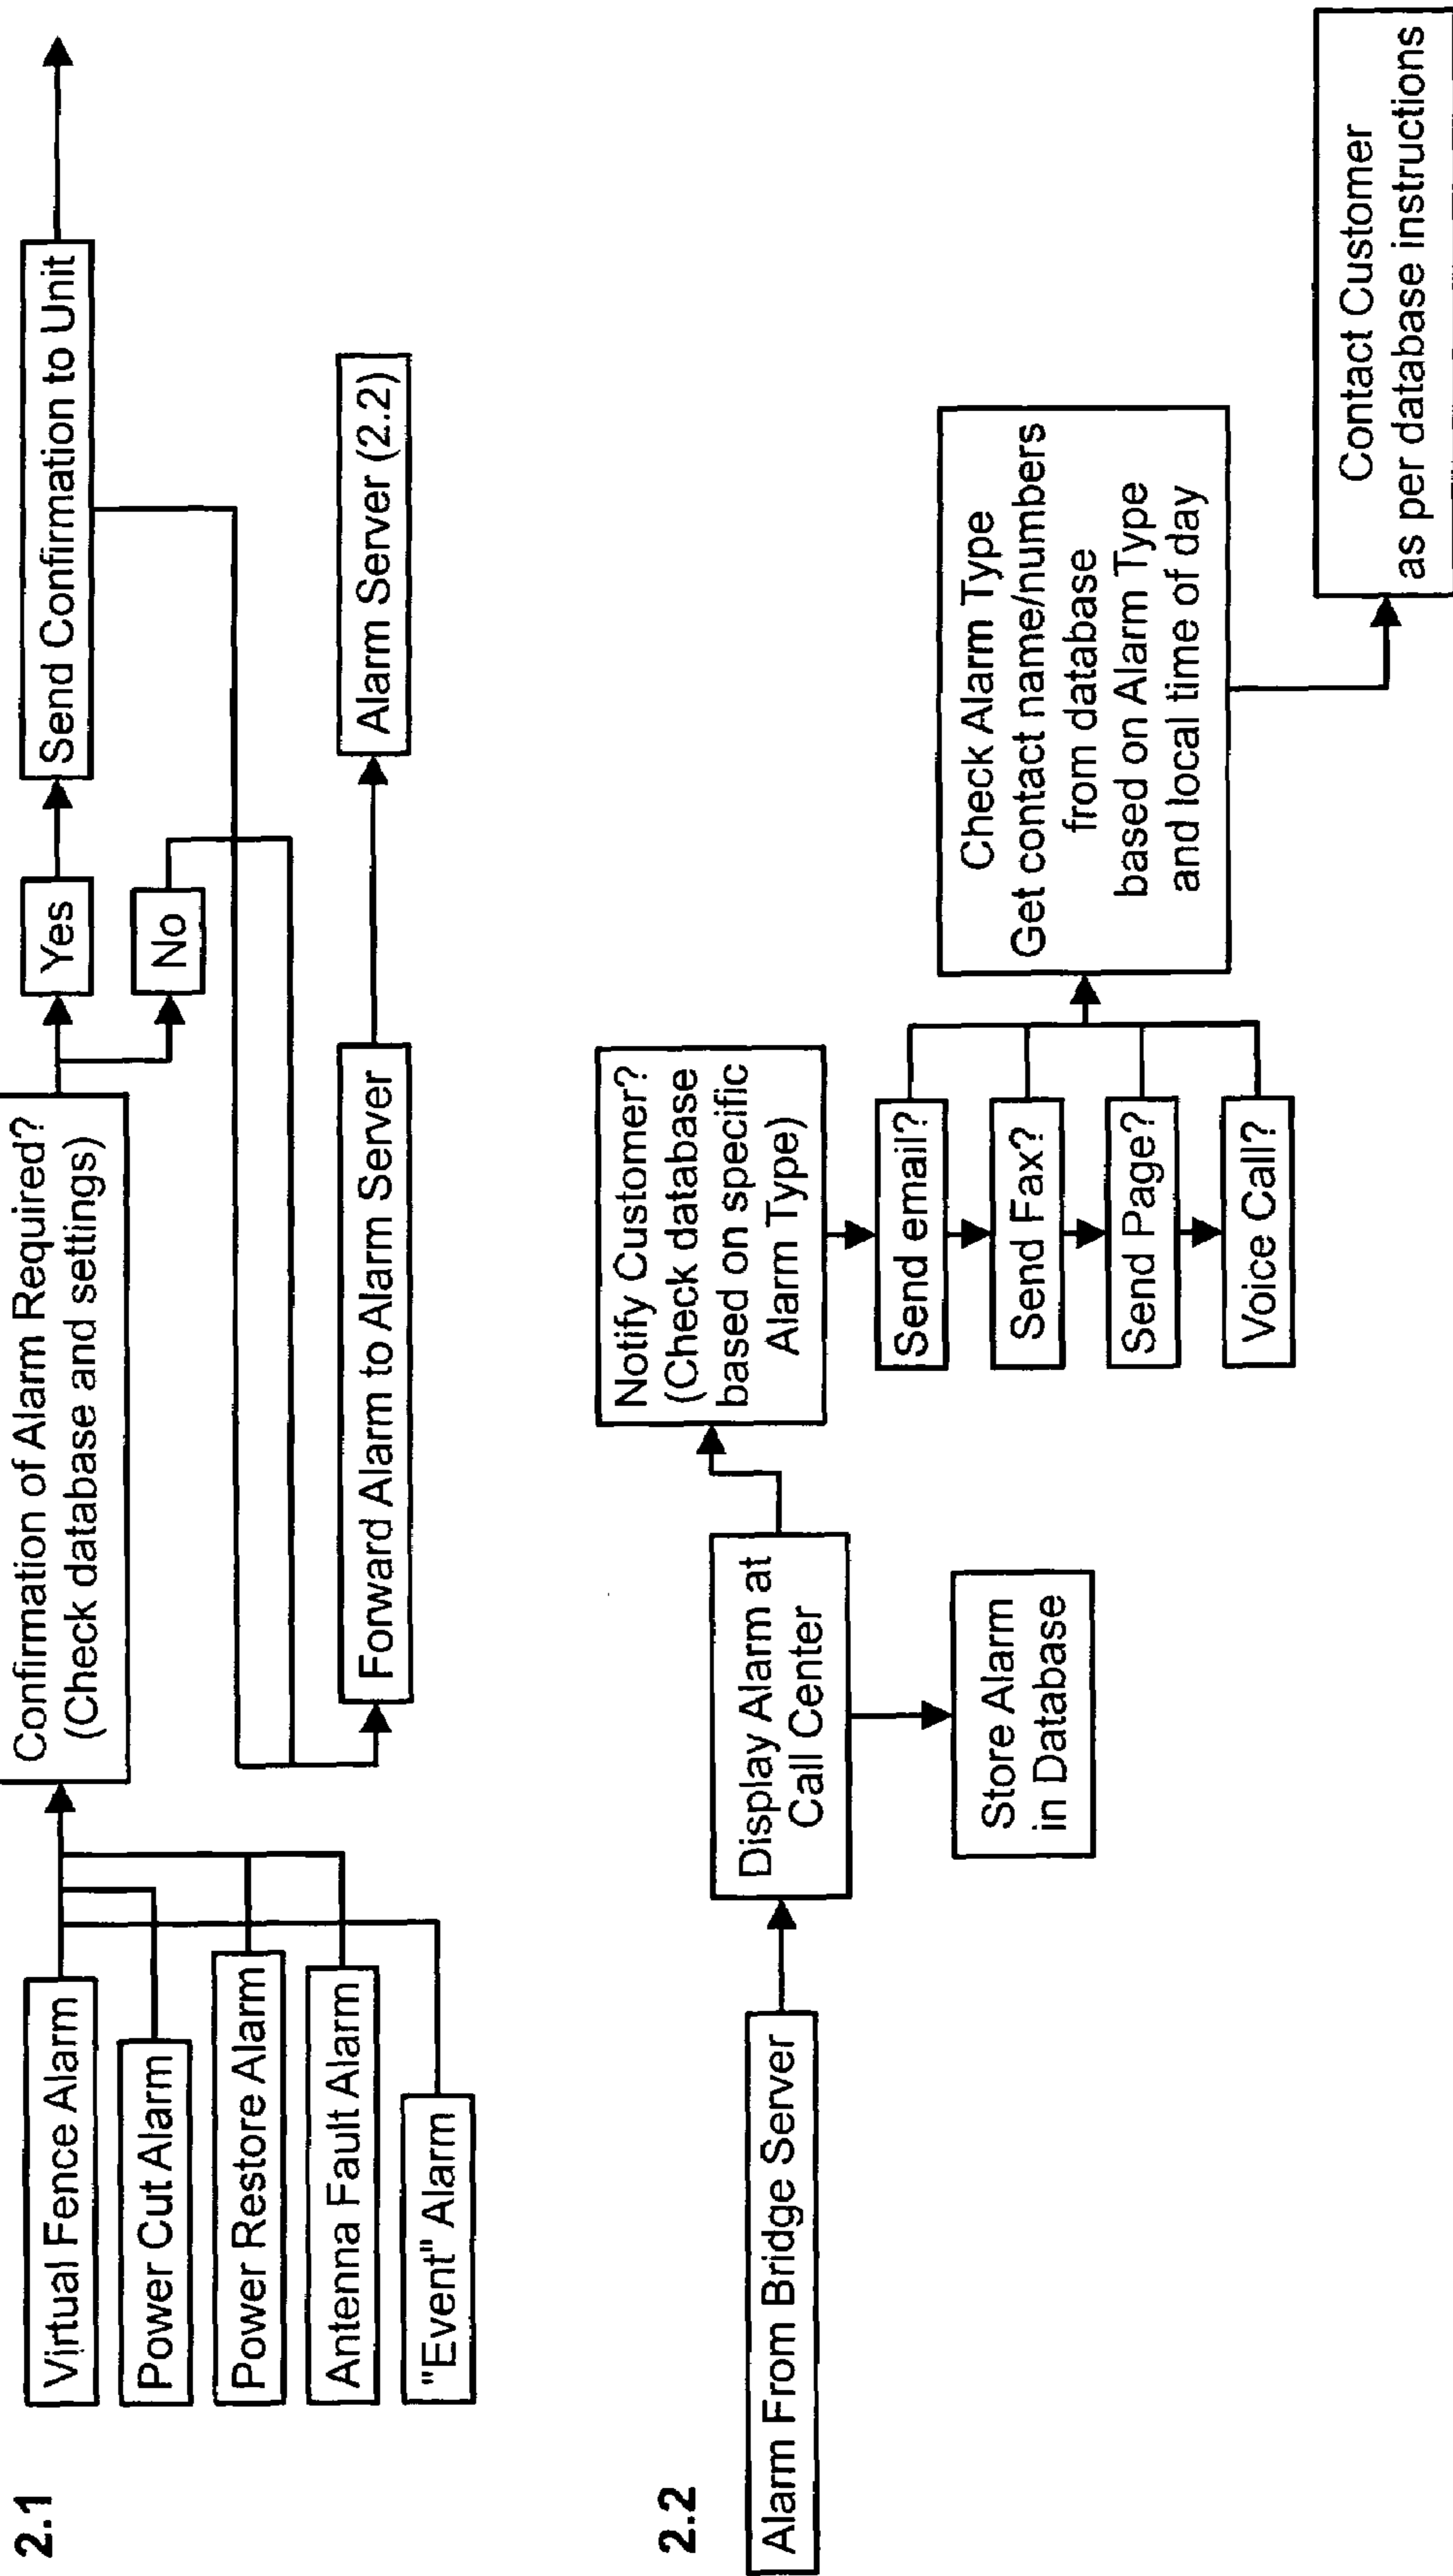 2.1
Virtual Fence Alarm
Power Cut Alarm
Power Restore Alarm
Antenna Fault Alarm
"Event" Alarm
Confirmation of Alarm Required?
(Check database and settings)
Yes
No
Send Confirmation to Unit
Forward Alarm to Alarm Server
Alarm Server (2.2)
2.2
Alarm From Bridge Server
Display Alarm at
Call Center
Store Alarm
in Database
Notify Customer?
(Check database
based on specific
Alarm Type)
Send email?
Send Fax?
Send Page?
Voice Call?
Check Alarm Type
Get contact name/numbers
from database
based on Alarm Type
and local time of day
Contact Customer
as per database instructions